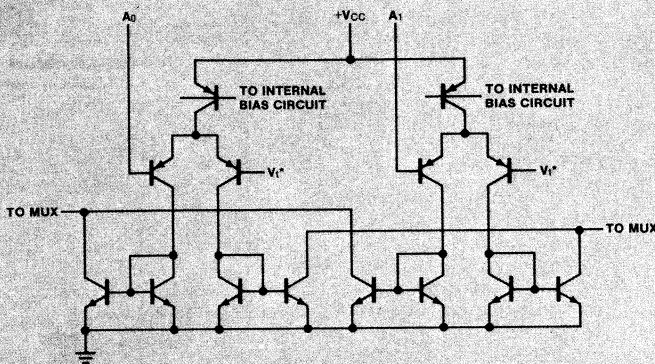 A0
+VCC
A1
TO INTERNAL
BIAS CIRCUIT
TO INTERNAL
BIAS CIRCUIT
Vt*
Vt*
TO MUX
TO MUX